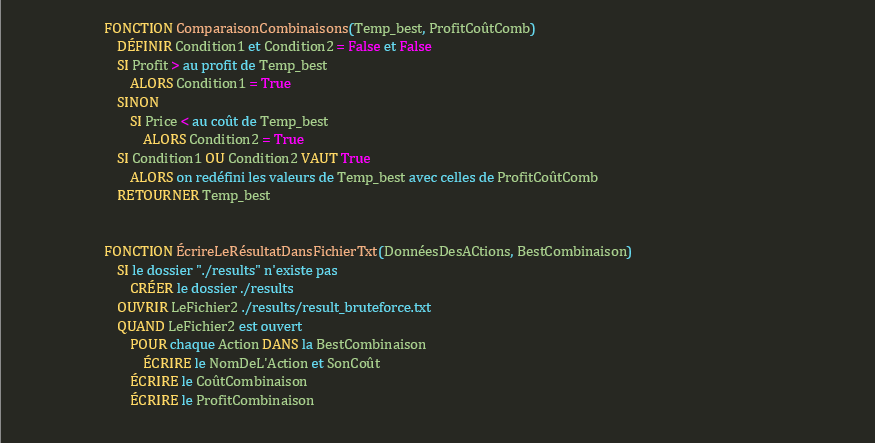 FONCTION ComparaisonCombinaisons(Temp_best, ProfitCoûtComb)
DÉFINIR Condition1 et Condition2 = False et False
SI Profit > au profit de Temp_best
ALORS Condition1 = True
SINON
SI Price < au coût de Temp_best
ALORS Condition2 = True
SI Condition1 OU Condition2 VAUT True
ALORS on redéfini les valeurs de Temp_best avec celles de ProfitCoûtComb
RETOURNER Temp_best
FONCTION ÉcrireLeRésultatDansFichierTxt(DonnéesDesACtions, BestCombinaison)
SI le dossier "./results" n'existe pas
CRÉER le dossier ./results
OUVRIR LeFichier2 ./results/result_bruteforce.txt
QUAND LeFichier2 est ouvert
POUR chaque Action DANS la BestCombinaison
ÉCRIRE le NomDeL'Action et SonCoût
ÉCRIRE le CoûtCombinaison
ÉCRIRE le ProfitCombinaison